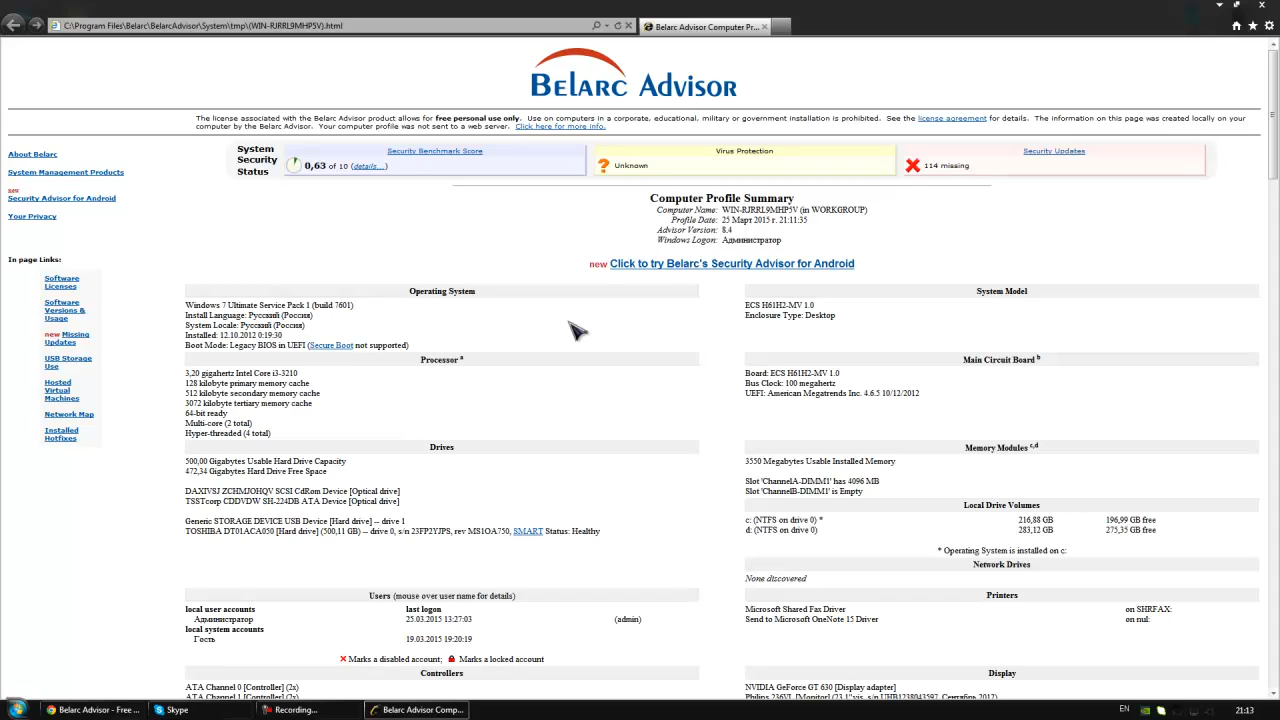 C:\Program Files\Belarc\BelarcAdvisor\System\tmp\(WIN-RJRRL9MHP5V).html
Belarc Advisor Computer Pr...
BELARC ADVISOR
The license associated with the Belarc Advisor product allows for free personal use only. Use on computers in a corporate, educational, military or government installation is prohibited. See the license agreement for details. The information on this page was created locally on your
computer by the Belarc Advisor. Your computer profile was not sent to a web server. Click here for more info.
About Belarc
System Management Products
new
Security Advisor for Android
Your Privacy
In page Links:
Software
Licenses
Software
Versions &
Usage
new Missing
Updates
USB Storage
Use
Hosted
Virtual
Machines
Network Map
Installed
Hotfixes
System
Security
Status
Security Benchmark Score
0,63 of 10 (details...)
Virus Protection
Unknown
Security Updates
114 missing
Computer Profile Summary
Computer Name: WIN-RJRRL9MHP5V (in WORKGROUP)
Profile Date: 25 Март 2015 г. 21:11:35
Advisor Version: 8.4
Windows Logon: Администратор
new Click to try Belarc's Security Advisor for Android
Operating System
Windows 7 Ultimate Service Pack 1 (build 7601)
Install Language: Русский (Россия)
System Locale: Русский (Россия)
Installed: 12.10.2012 0:19:30
Boot Mode: Legacy BIOS in UEFI (Secure Boot not supported)
System Model
ECS H61H2-MV 1.0
Enclosure Type: Desktop
Processor a
3,20 gigahertz Intel Core i3-3210
128 kilobyte primary memory cache
512 kilobyte secondary memory cache
3072 kilobyte tertiary memory cache
64-bit ready
Multi-core (2 total)
Hyper-threaded (4 total)
Main Circuit Board b
Board: ECS H61H2-MV 1.0
Bus Clock: 100 megahertz
UEFI: American Megatrends Inc. 4.6.5 10/12/2012
Drives
500,00 Gigabytes Usable Hard Drive Capacity
472,34 Gigabytes Hard Drive Free Space
DAXIVSJ ZCHMJOHQV SCSI CdRom Device [Optical drive]
TSSTcorp CDDVDW SH-224DB ATA Device [Optical drive]
Generic STORAGE DEVICE USB Device [Hard drive] -- drive 1
TOSHIBA DT01ACA050 [Hard drive] (500,11 GB) -- drive 0, s/n 23FP2YJPS, rev MS1OA750, SMART Status: Healthy
Memory Modules c,d
3550 Megabytes Usable Installed Memory
Slot 'ChannelA-DIMM1' has 4096 MB
Slot 'ChannelB-DIMM1' is Empty
Local Drive Volumes
c: (NTFS on drive 0) * 216,88 GB 196,99 GB free
d: (NTFS on drive 0) 283,12 GB 275,35 GB free
* Operating System is installed on c:
Network Drives
None discovered
Users (mouse over user name for details)
local user accounts last logon
Администратор 25.03.2015 13:27:03 (admin)
local system accounts
Гость 19.03.2015 19:20:19
Marks a disabled account; Marks a locked account
Printers
Microsoft Shared Fax Driver on SHRFAX:
Send to Microsoft OneNote 15 Driver on nul:
Controllers
ATA Channel 0 [Controller] (2x)
ATA Channel 1 [Controller] (2x)
Display
NVIDIA GeForce GT 630 [Display adapter]
Philips 236VL [Monitor] (23,1"vis, s/n UHB1238043597, Сентябрь 2012)
Belarc Advisor - Free ...
Skype
Recording...
Belarc Advisor Comp...
EN
21:13